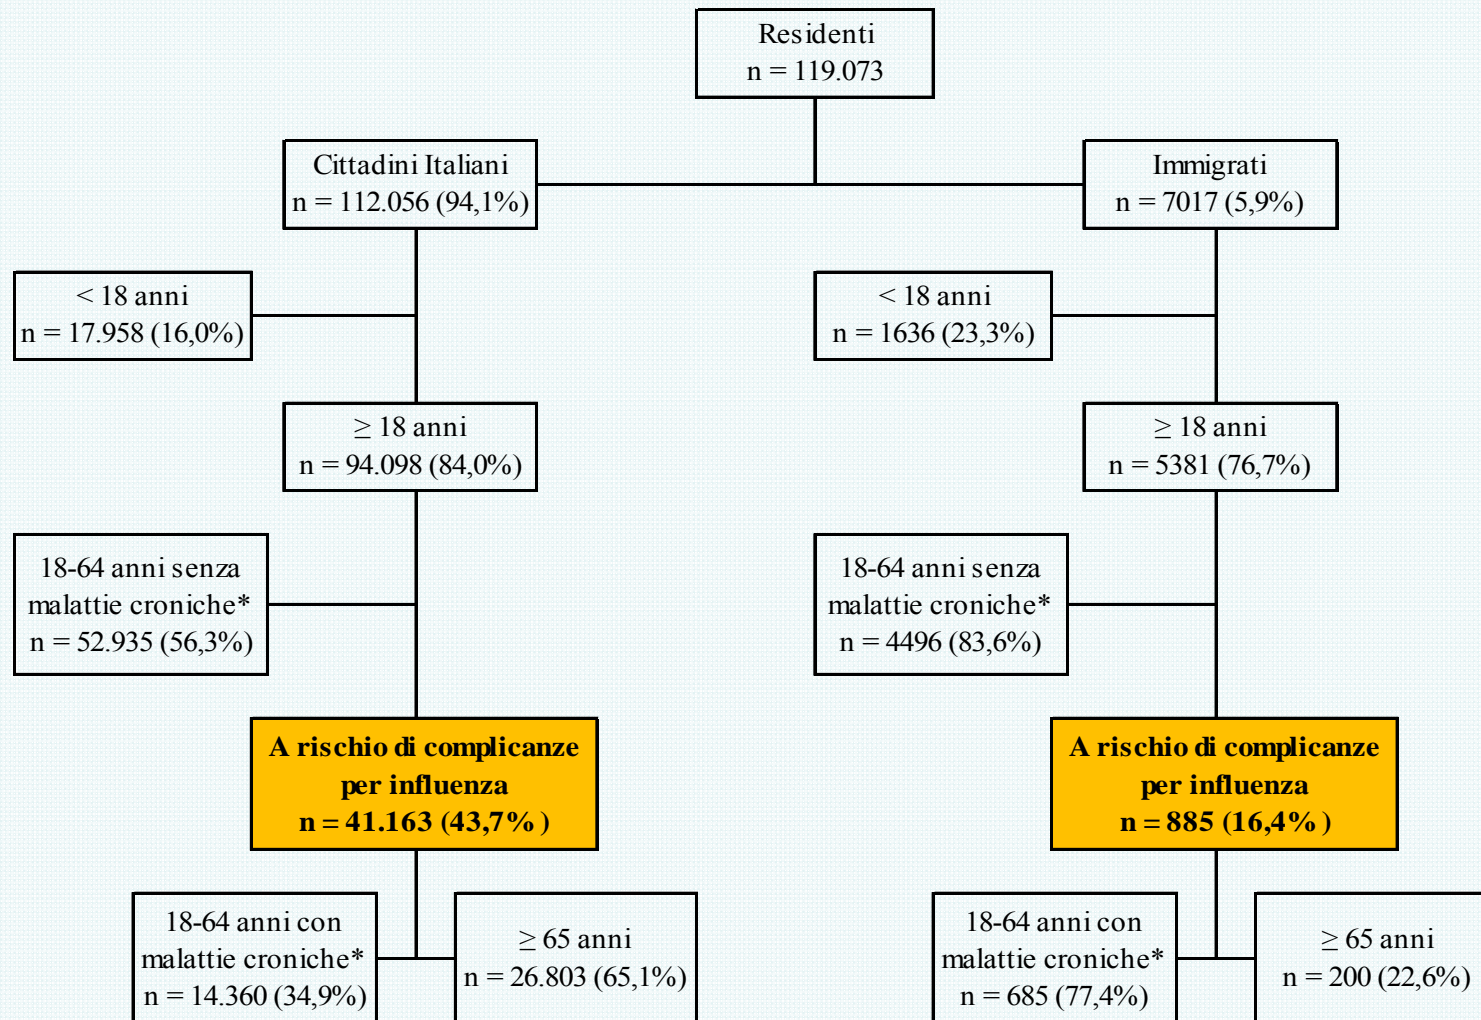 Residenti
n = 119.073
Cittadini Italiani
n = 112.056 (94,1%)
Immigrati
n = 7017 (5,9%)
< 18 anni
n = 17.958 (16,0%)
< 18 anni
n = 1636 (23,3%)
≥ 18 anni
n = 94.098 (84,0%)
≥ 18 anni
n = 5381 (76,7%)
18-64 anni senza
malattie croniche*
n = 52.935 (56,3%)
18-64 anni senza
malattie croniche*
n = 4496 (83,6%)
A rischio di complicanze
per influenza
n = 41.163 (43,7% )
A rischio di complicanze
per influenza
n = 885 (16,4% )
18-64 anni con
malattie croniche*
n = 14.360 (34,9%)
≥ 65 anni
n = 26.803 (65,1%)
18-64 anni con
malattie croniche*
n = 685 (77,4%)
≥ 65 anni
n = 200 (22,6%)